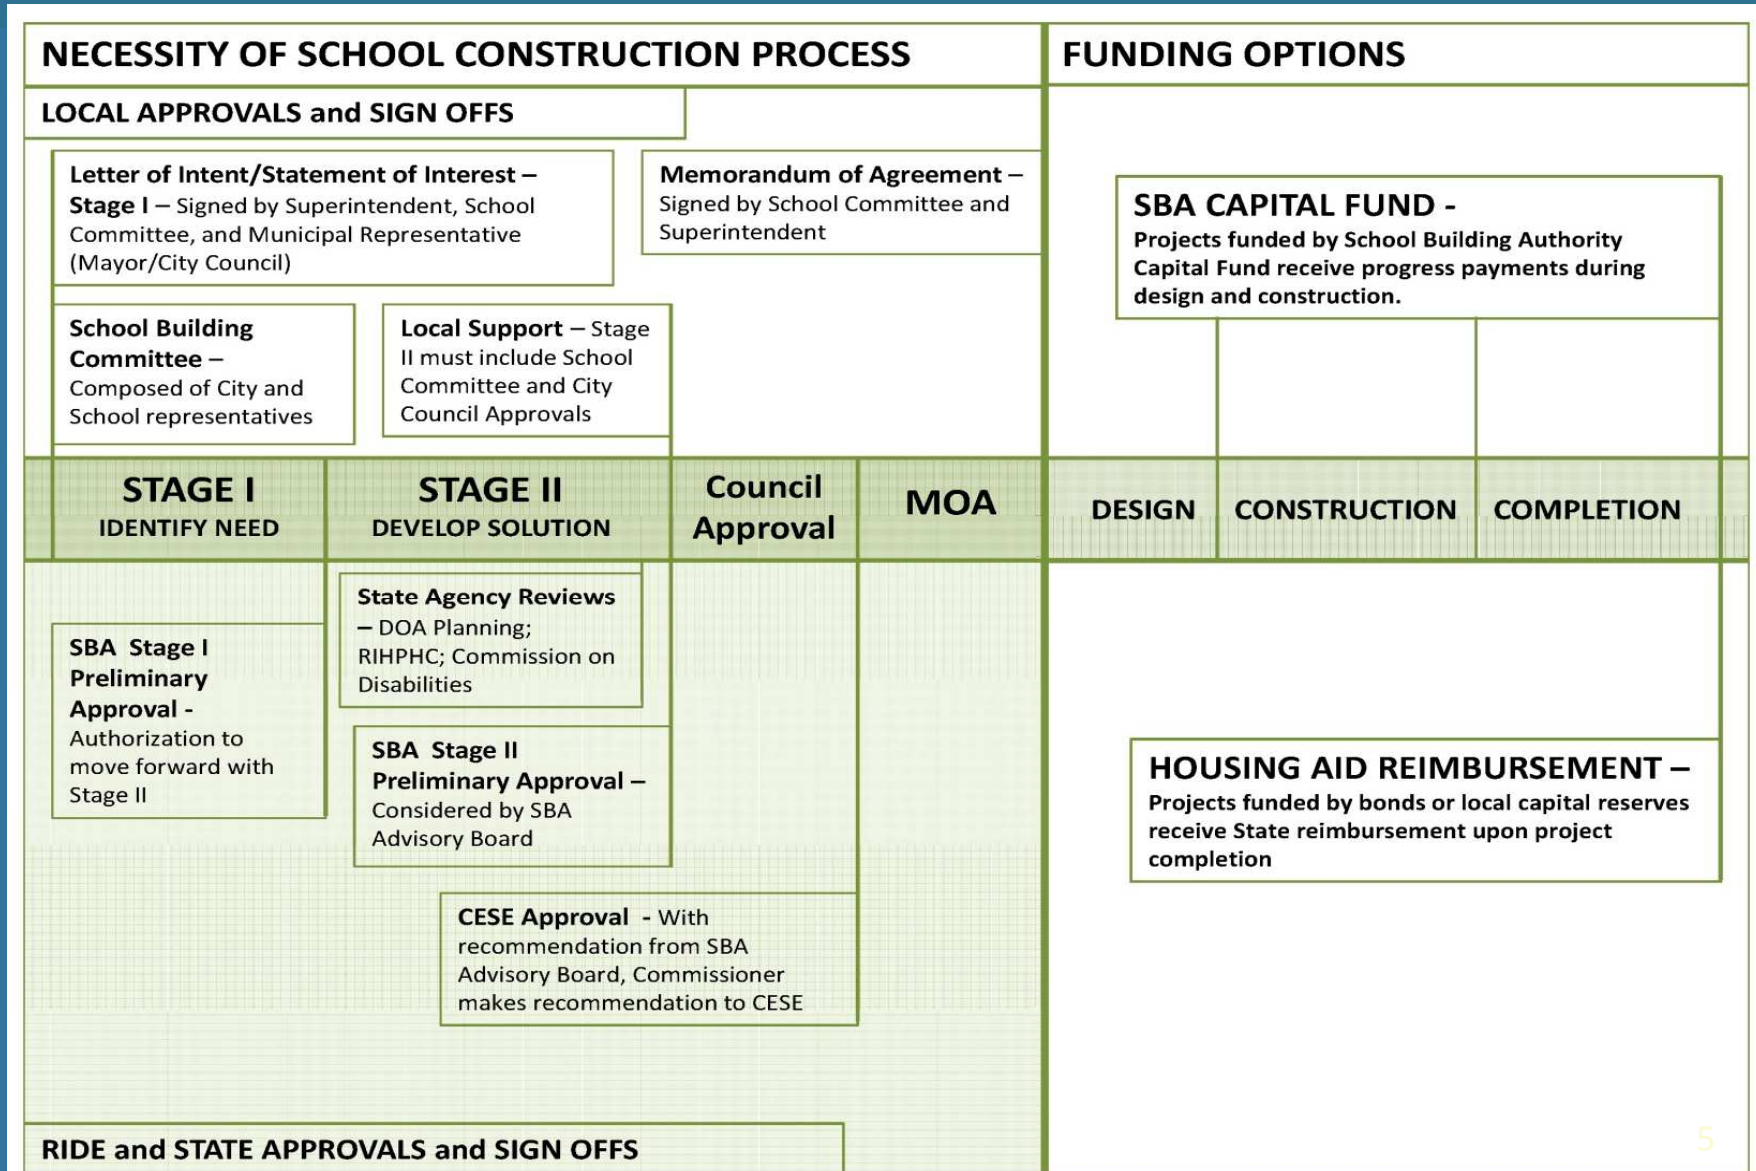 NECESSITY OF SCHOOL CONSTRUCTION PROCESS
LOCAL APPROVALS and SIGN OFFS
Letter of Intent/Statement of Interest –
Stage I – Signed by Superintendent, School
Committee, and Municipal Representative
(Mayor/City Council)
Memorandum of Agreement –
Signed by School Committee and
Superintendent
School Building
Committee –
Composed of City and
School representatives
Local Support – Stage
II must include School
Committee and City
Council Approvals
STAGE I
IDENTIFY NEED
STAGE II
DEVELOP SOLUTION
Council
Approval
MOA
SBA Stage I
Preliminary
Approval -
Authorization to
move forward with
Stage II
State Agency Reviews
– DOA Planning;
RIHPHC; Commission on
Disabilities
SBA Stage II
Preliminary Approval –
Considered by SBA
Advisory Board
CESE Approval - With
recommendation from SBA
Advisory Board, Commissioner
makes recommendation to CESE
RIDE and STATE APPROVALS and SIGN OFFS
FUNDING OPTIONS
SBA CAPITAL FUND -
Projects funded by School Building Authority
Capital Fund receive progress payments during
design and construction.
DESIGN
CONSTRUCTION
COMPLETION
HOUSING AID REIMBURSEMENT –
Projects funded by bonds or local capital reserves
receive State reimbursement upon project
completion
5